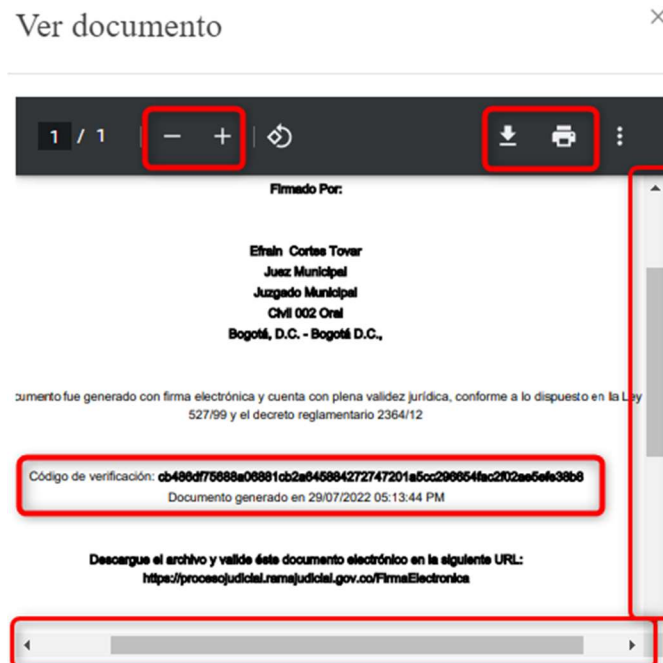 Ver documento
1 / 1
Firmado Por:
Efrain Cortes Tovar
Juez Municipal
Juzgado Municipal
Civil 002 Oral
Bogotá, D.C. - Bogotá D.C.,
cumento fue generado con firma electrónica y cuenta con plena validez jurídica, conforme a lo dispuesto en la Ley
527/99 y el decreto reglamentario 2364/12
Código de verificación:
Documento generado en 29/07/2022 05:13:44 PM
Descargue el archivo y valide éste documento electrónico en la siguiente URL:
https://procesojudicial.ramajudicial.gov.co/FirmaElectronica